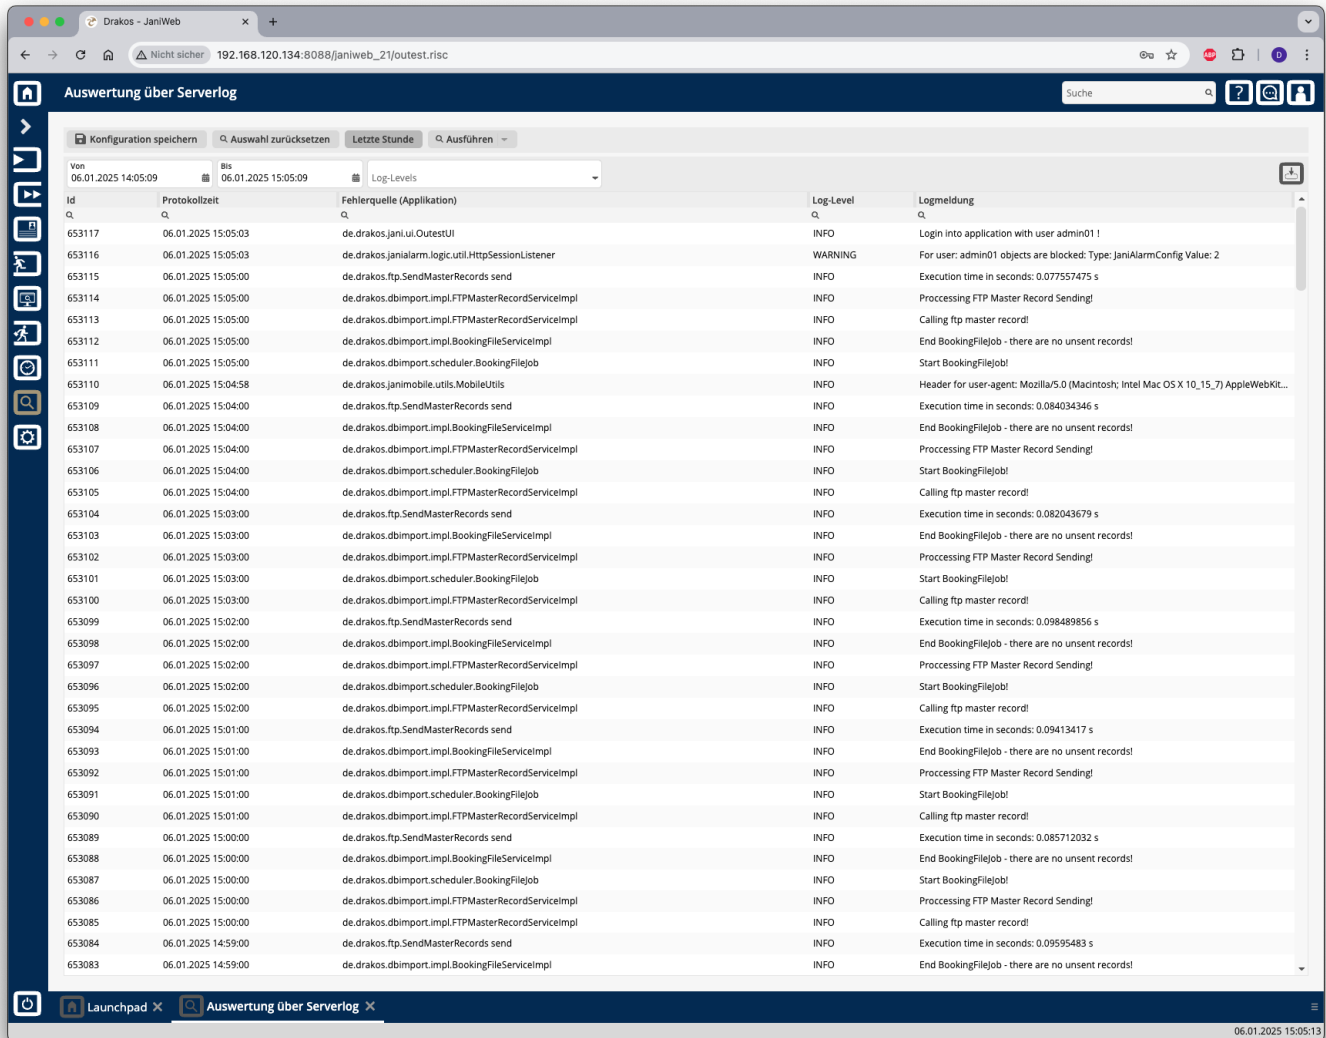 Drakos - JaniWeb
Nicht sicher 192.168.120.134:8088/janiweb_21/outest.risc
ABP
D
Auswertung über Serverlog
Suche
?
Konfiguration speichern Auswahl zurücksetzen Letzte Stunde Ausführen
Von Bis
06.01.2025 14:05:09 06.01.2025 15:05:09 Log-Levels
Id Protokollzeit Fehlerquelle (Applikation) Log-Level Logmeldung
653117 06.01.2025 15:05:03 de.drakos.jani.ui.OutestUI INFO Login into application with user admin01 !
653116 06.01.2025 15:05:03 de.drakos.janialarm.logic.util.HttpSessionListener WARNING For user: admin01 objects are blocked: Type: JaniAlarmConfig Value: 2
653115 06.01.2025 15:05:00 de.drakos.ftp.SendMasterRecords send INFO Execution time in seconds: 0.077557475 s
653114 06.01.2025 15:05:00 de.drakos.dbimport.impl.FTPMasterRecordServiceImpl INFO Proccessing FTP Master Record Sending!
653113 06.01.2025 15:05:00 de.drakos.dbimport.impl.FTPMasterRecordServiceImpl INFO Calling ftp master record!
653112 06.01.2025 15:05:00 de.drakos.dbimport.impl.BookingFileServiceImpl INFO End BookingFileJob - there are no unsent records!
653111 06.01.2025 15:05:00 de.drakos.dbimport.scheduler.BookingFileJob INFO Start BookingFileJob!
653110 06.01.2025 15:04:58 de.drakos.janimobile.utils.MobileUtils INFO Header for user-agent: Mozilla/5.0 (Macintosh; Intel Mac OS X 10_15_7) AppleWebKit...
653109 06.01.2025 15:04:00 de.drakos.ftp.SendMasterRecords send INFO Execution time in seconds: 0.084034346 s
653108 06.01.2025 15:04:00 de.drakos.dbimport.impl.BookingFileServiceImpl INFO End BookingFileJob - there are no unsent records!
653107 06.01.2025 15:04:00 de.drakos.dbimport.impl.FTPMasterRecordServiceImpl INFO Proccessing FTP Master Record Sending!
653106 06.01.2025 15:04:00 de.drakos.dbimport.scheduler.BookingFileJob INFO Start BookingFileJob!
653105 06.01.2025 15:04:00 de.drakos.dbimport.impl.FTPMasterRecordServiceImpl INFO Calling ftp master record!
653104 06.01.2025 15:03:00 de.drakos.ftp.SendMasterRecords send INFO Execution time in seconds: 0.082043679 s
653103 06.01.2025 15:03:00 de.drakos.dbimport.impl.BookingFileServiceImpl INFO End BookingFileJob - there are no unsent records!
653102 06.01.2025 15:03:00 de.drakos.dbimport.impl.FTPMasterRecordServiceImpl INFO Proccessing FTP Master Record Sending!
653101 06.01.2025 15:03:00 de.drakos.dbimport.scheduler.BookingFileJob INFO Start BookingFileJob!
653100 06.01.2025 15:03:00 de.drakos.dbimport.impl.FTPMasterRecordServiceImpl INFO Calling ftp master record!
653099 06.01.2025 15:02:00 de.drakos.ftp.SendMasterRecords send INFO Execution time in seconds: 0.098489856 s
653098 06.01.2025 15:02:00 de.drakos.dbimport.impl.BookingFileServiceImpl INFO End BookingFileJob - there are no unsent records!
653097 06.01.2025 15:02:00 de.drakos.dbimport.impl.FTPMasterRecordServiceImpl INFO Proccessing FTP Master Record Sending!
653096 06.01.2025 15:02:00 de.drakos.dbimport.scheduler.BookingFileJob INFO Start BookingFileJob!
653095 06.01.2025 15:02:00 de.drakos.dbimport.impl.FTPMasterRecordServiceImpl INFO Calling ftp master record!
653094 06.01.2025 15:01:00 de.drakos.ftp.SendMasterRecords send INFO Execution time in seconds: 0.09413417 s
653093 06.01.2025 15:01:00 de.drakos.dbimport.impl.BookingFileServiceImpl INFO End BookingFileJob - there are no unsent records!
653092 06.01.2025 15:01:00 de.drakos.dbimport.impl.FTPMasterRecordServiceImpl INFO Proccessing FTP Master Record Sending!
653091 06.01.2025 15:01:00 de.drakos.dbimport.scheduler.BookingFileJob INFO Start BookingFileJob!
653090 06.01.2025 15:01:00 de.drakos.dbimport.impl.FTPMasterRecordServiceImpl INFO Calling ftp master record!
653089 06.01.2025 15:00:00 de.drakos.ftp.SendMasterRecords send INFO Execution time in seconds: 0.085712032 s
653088 06.01.2025 15:00:00 de.drakos.dbimport.impl.BookingFileServiceImpl INFO End BookingFileJob - there are no unsent records!
653087 06.01.2025 15:00:00 de.drakos.dbimport.scheduler.BookingFileJob INFO Start BookingFileJob!
653086 06.01.2025 15:00:00 de.drakos.dbimport.impl.FTPMasterRecordServiceImpl INFO Proccessing FTP Master Record Sending!
653085 06.01.2025 15:00:00 de.drakos.dbimport.impl.FTPMasterRecordServiceImpl INFO Calling ftp master record!
653084 06.01.2025 14:59:00 de.drakos.ftp.SendMasterRecords send INFO Execution time in seconds: 0.09595483 s
653083 06.01.2025 14:59:00 de.drakos.dbimport.impl.BookingFileServiceImpl INFO End BookingFileJob - there are no unsent records!
Launchpad Auswertung über Serverlog
06.01.2025 15:05:13